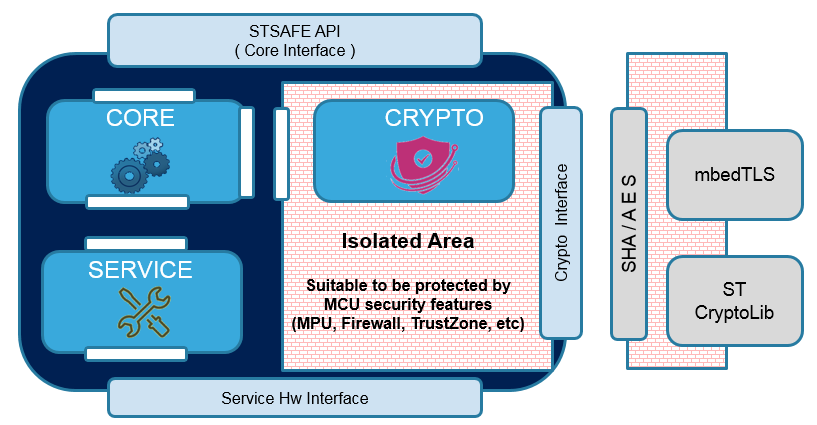 STSAFE API
( Core Interface )
CORE
CRYPTO
SERVICE
Isolated Area
Suitable to be protected by
MCU security features
(MPU, Firewall, TrustZone, etc)
Crypto Interface
SHA / A E S
mbedTLS
ST
CryptoLib
Service Hw Interface